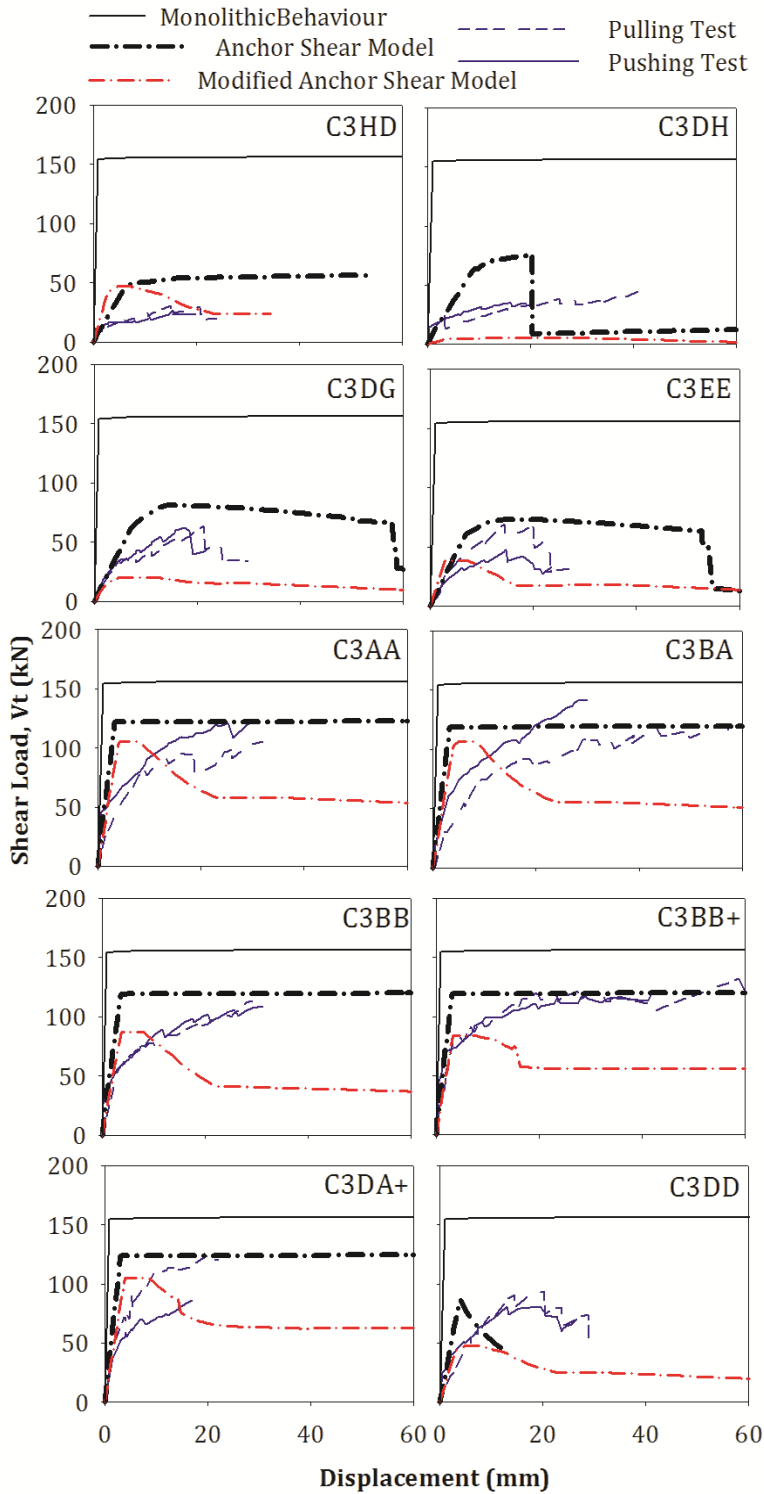 MonolithicBehaviour
Anchor Shear Model
Pulling Test
Modified Anchor Shear Model
Pushing Test
200
150
100
50
0
C3HD
C3DH
200
150
100
50
0
C3DG
C3EE
200
150
100
50
0
C3AA
C3BA
200
150
100
50
0
C3BB
C3BB+
200
150
100
50
0
C3DA+
C3DD
0 20 40 60
0 20 40 60
Shear Load, Vt (kN)
Displacement (mm)